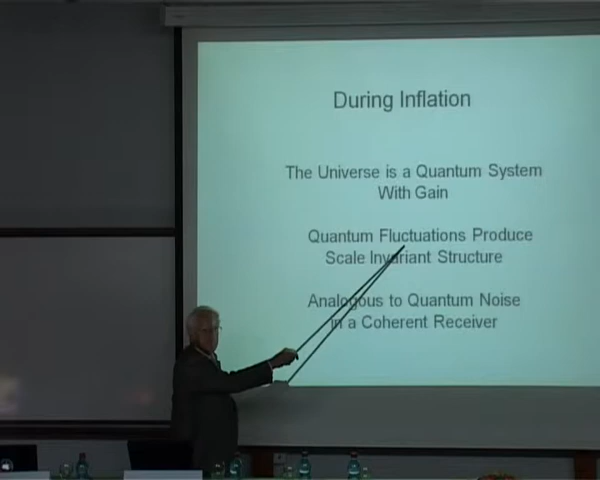 During Inflation
The Universe is a Quantum System
With Gain
Quantum Fluctuations Produce
Scale Invariant Structure
Analogous to Quantum Noise
in a Coherent Receiver